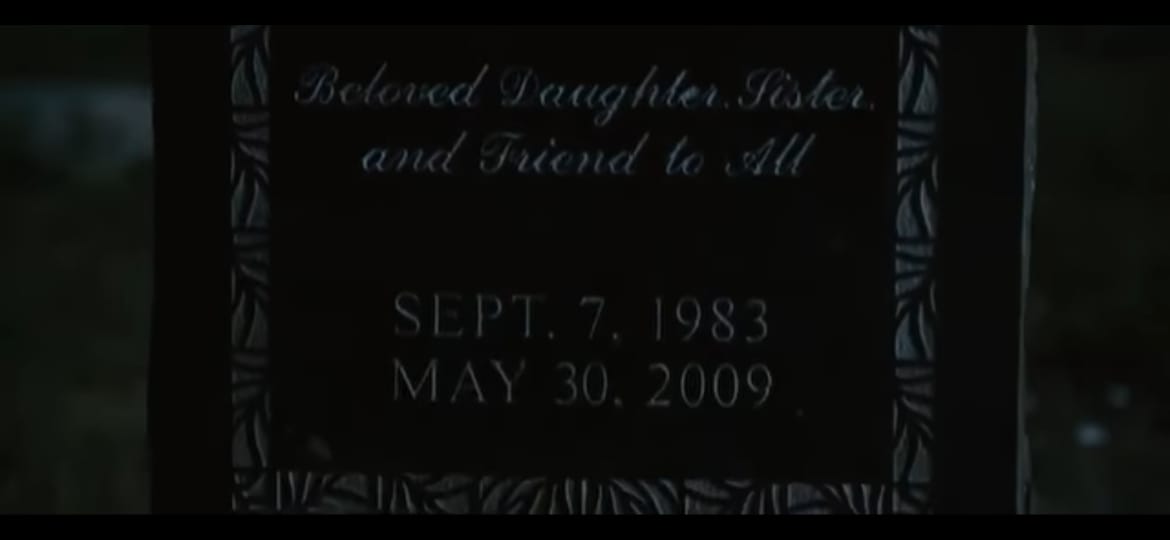 Beloved Daughter, Sister,
and Friend to All
SEPT. 7, 1983
MAY 30, 2009